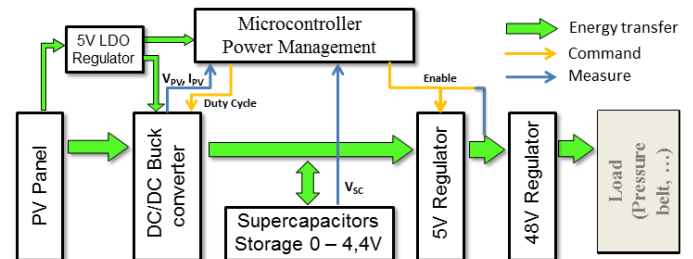 Microcontroller
Power Management
5V LDO
Regulator
Energy transfer
Command
Measure
VPV, IPV
Duty Cycle
Enable
PV Panel
DC/DC Buck
converter
VSC
Supercapacitors
Storage 0 – 4,4V
5V Regulator
48V Regulator
Load
(Pressure
belt, …)